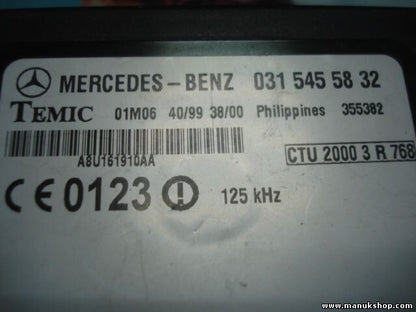 MERCEDES-BENZ 031 545 58 32
TEMIC 01M06 40/99 38/00 Philippines 355382
A8U161910AA
CTU 2000 3 R 768
CE 0123 125 kHz
www.manukshop.com